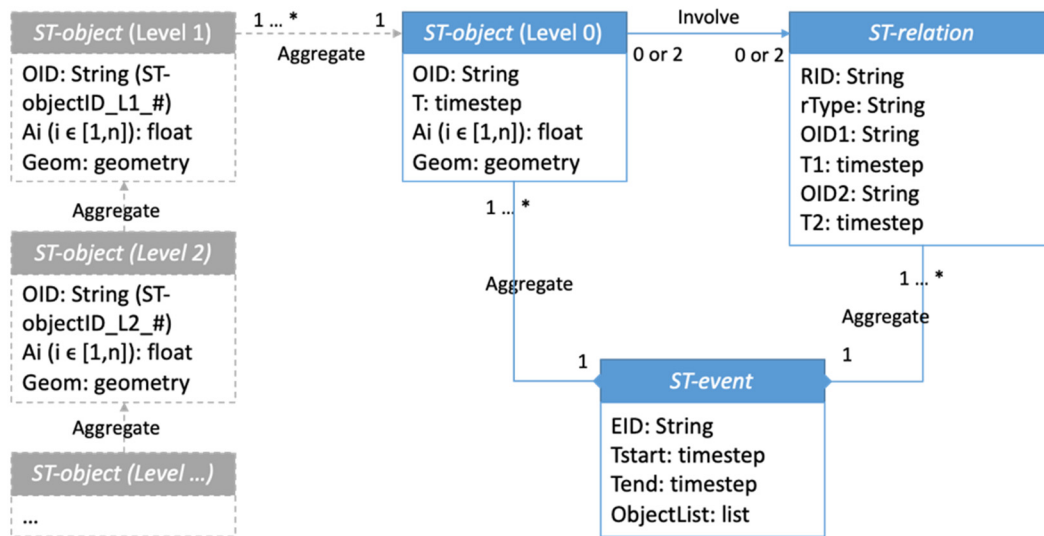 ST-object (Level 1)
OID: String (ST-
objectID_L1_#)
Ai (i ϵ [1,n]): float
Geom: geometry
1 ... *
1
Aggregate
ST-object (Level 0)
OID: String
T: timestep
Ai (i ϵ [1,n]): float
Geom: geometry
Involve
0 or 2
0 or 2
ST-relation
RID: String
rType: String
OID1: String
T1: timestep
OID2: String
T2: timestep
Aggregate
ST-object (Level 2)
OID: String (ST-
objectID_L2_#)
Ai (i ϵ [1,n]): float
Geom: geometry
Aggregate
ST-object (Level ...)
...
1 ... *
Aggregate
1
1 ... *
Aggregate
1
ST-event
EID: String
Tstart: timestep
Tend: timestep
ObjectList: list